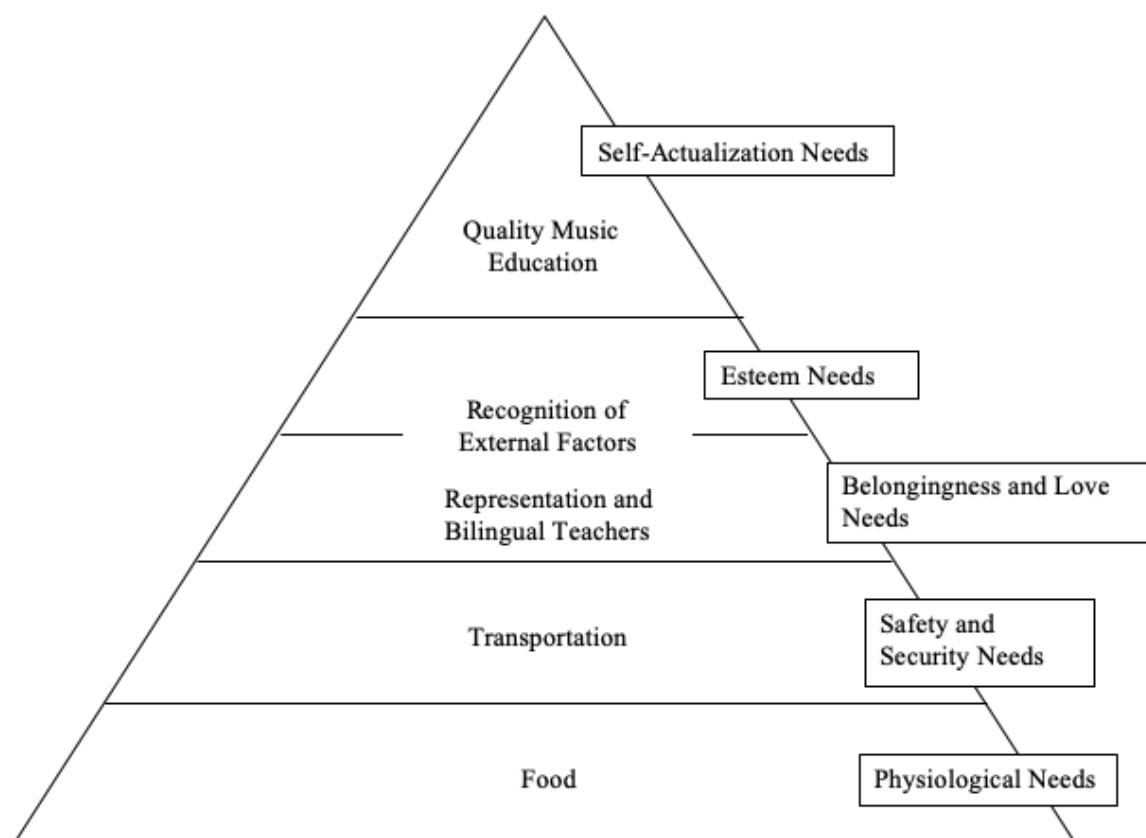 Self-Actualization Needs
Quality Music
Education
Esteem Needs
Recognition of
External Factors
Belongingness and Love
Needs
Representation and
Bilingual Teachers
Safety and
Security Needs
Transportation
Food
Physiological Needs